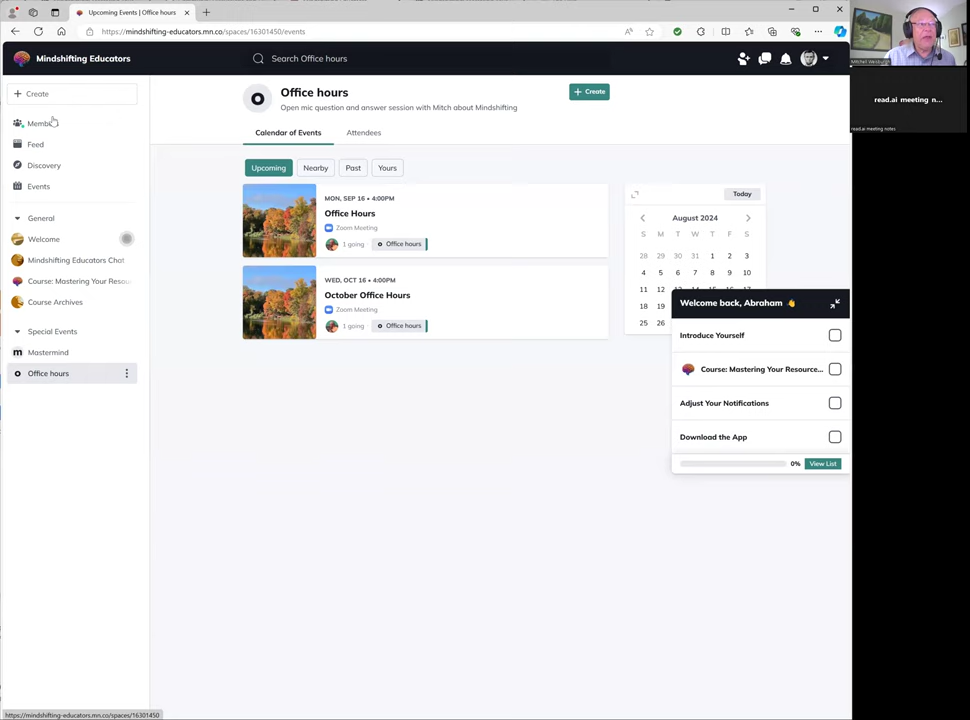 Upcoming Events | Office hours
https://mindshifting-educators.mn.co/spaces/16301450/events
Mindshifting Educators
Search Office hours
Mitchell Weisburgh
read.ai meeting n...
read.ai meeting notes
Create
Members
Feed
Discovery
Events
General
Welcome
Mindshifting Educators Chat
Course: Mastering Your Resou
Course Archives
Special Events
m Mastermind
Office hours
Office hours
Open mic question and answer session with Mitch about Mindshifting
Create
Calendar of Events
Attendees
Upcoming
Nearby
Past
Yours
MON, SEP 16 • 4:00PM
Office Hours
Zoom Meeting
1 going
Office hours
WED, OCT 16 • 4:00PM
October Office Hours
Zoom Meeting
1 going
Office hours
Today
August 2024
S M T W T F S
28 29 30 31 1 2 3
4 5 6 7 8 9 10
11 12 13 14 15 16 17
18 19
25 26
Welcome back, Abraham 👋
Introduce Yourself
Course: Mastering Your Resource...
Adjust Your Notifications
Download the App
0%
View List
https://mindshifting-educators.mn.co/spaces/16301450